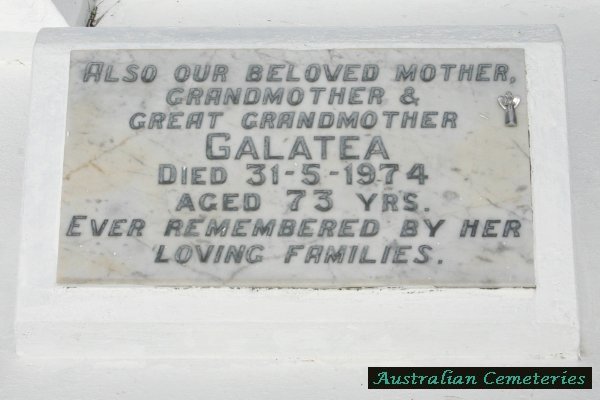 ALSO OUR BELOVED MOTHER,
GRANDMOTHER &
GREAT GRANDMOTHER
GALATEA
DIED 31-5-1974
AGED 73 YRS.
EVER REMEMBERED BY HER
LOVING FAMILIES.
Australian Cemeteries